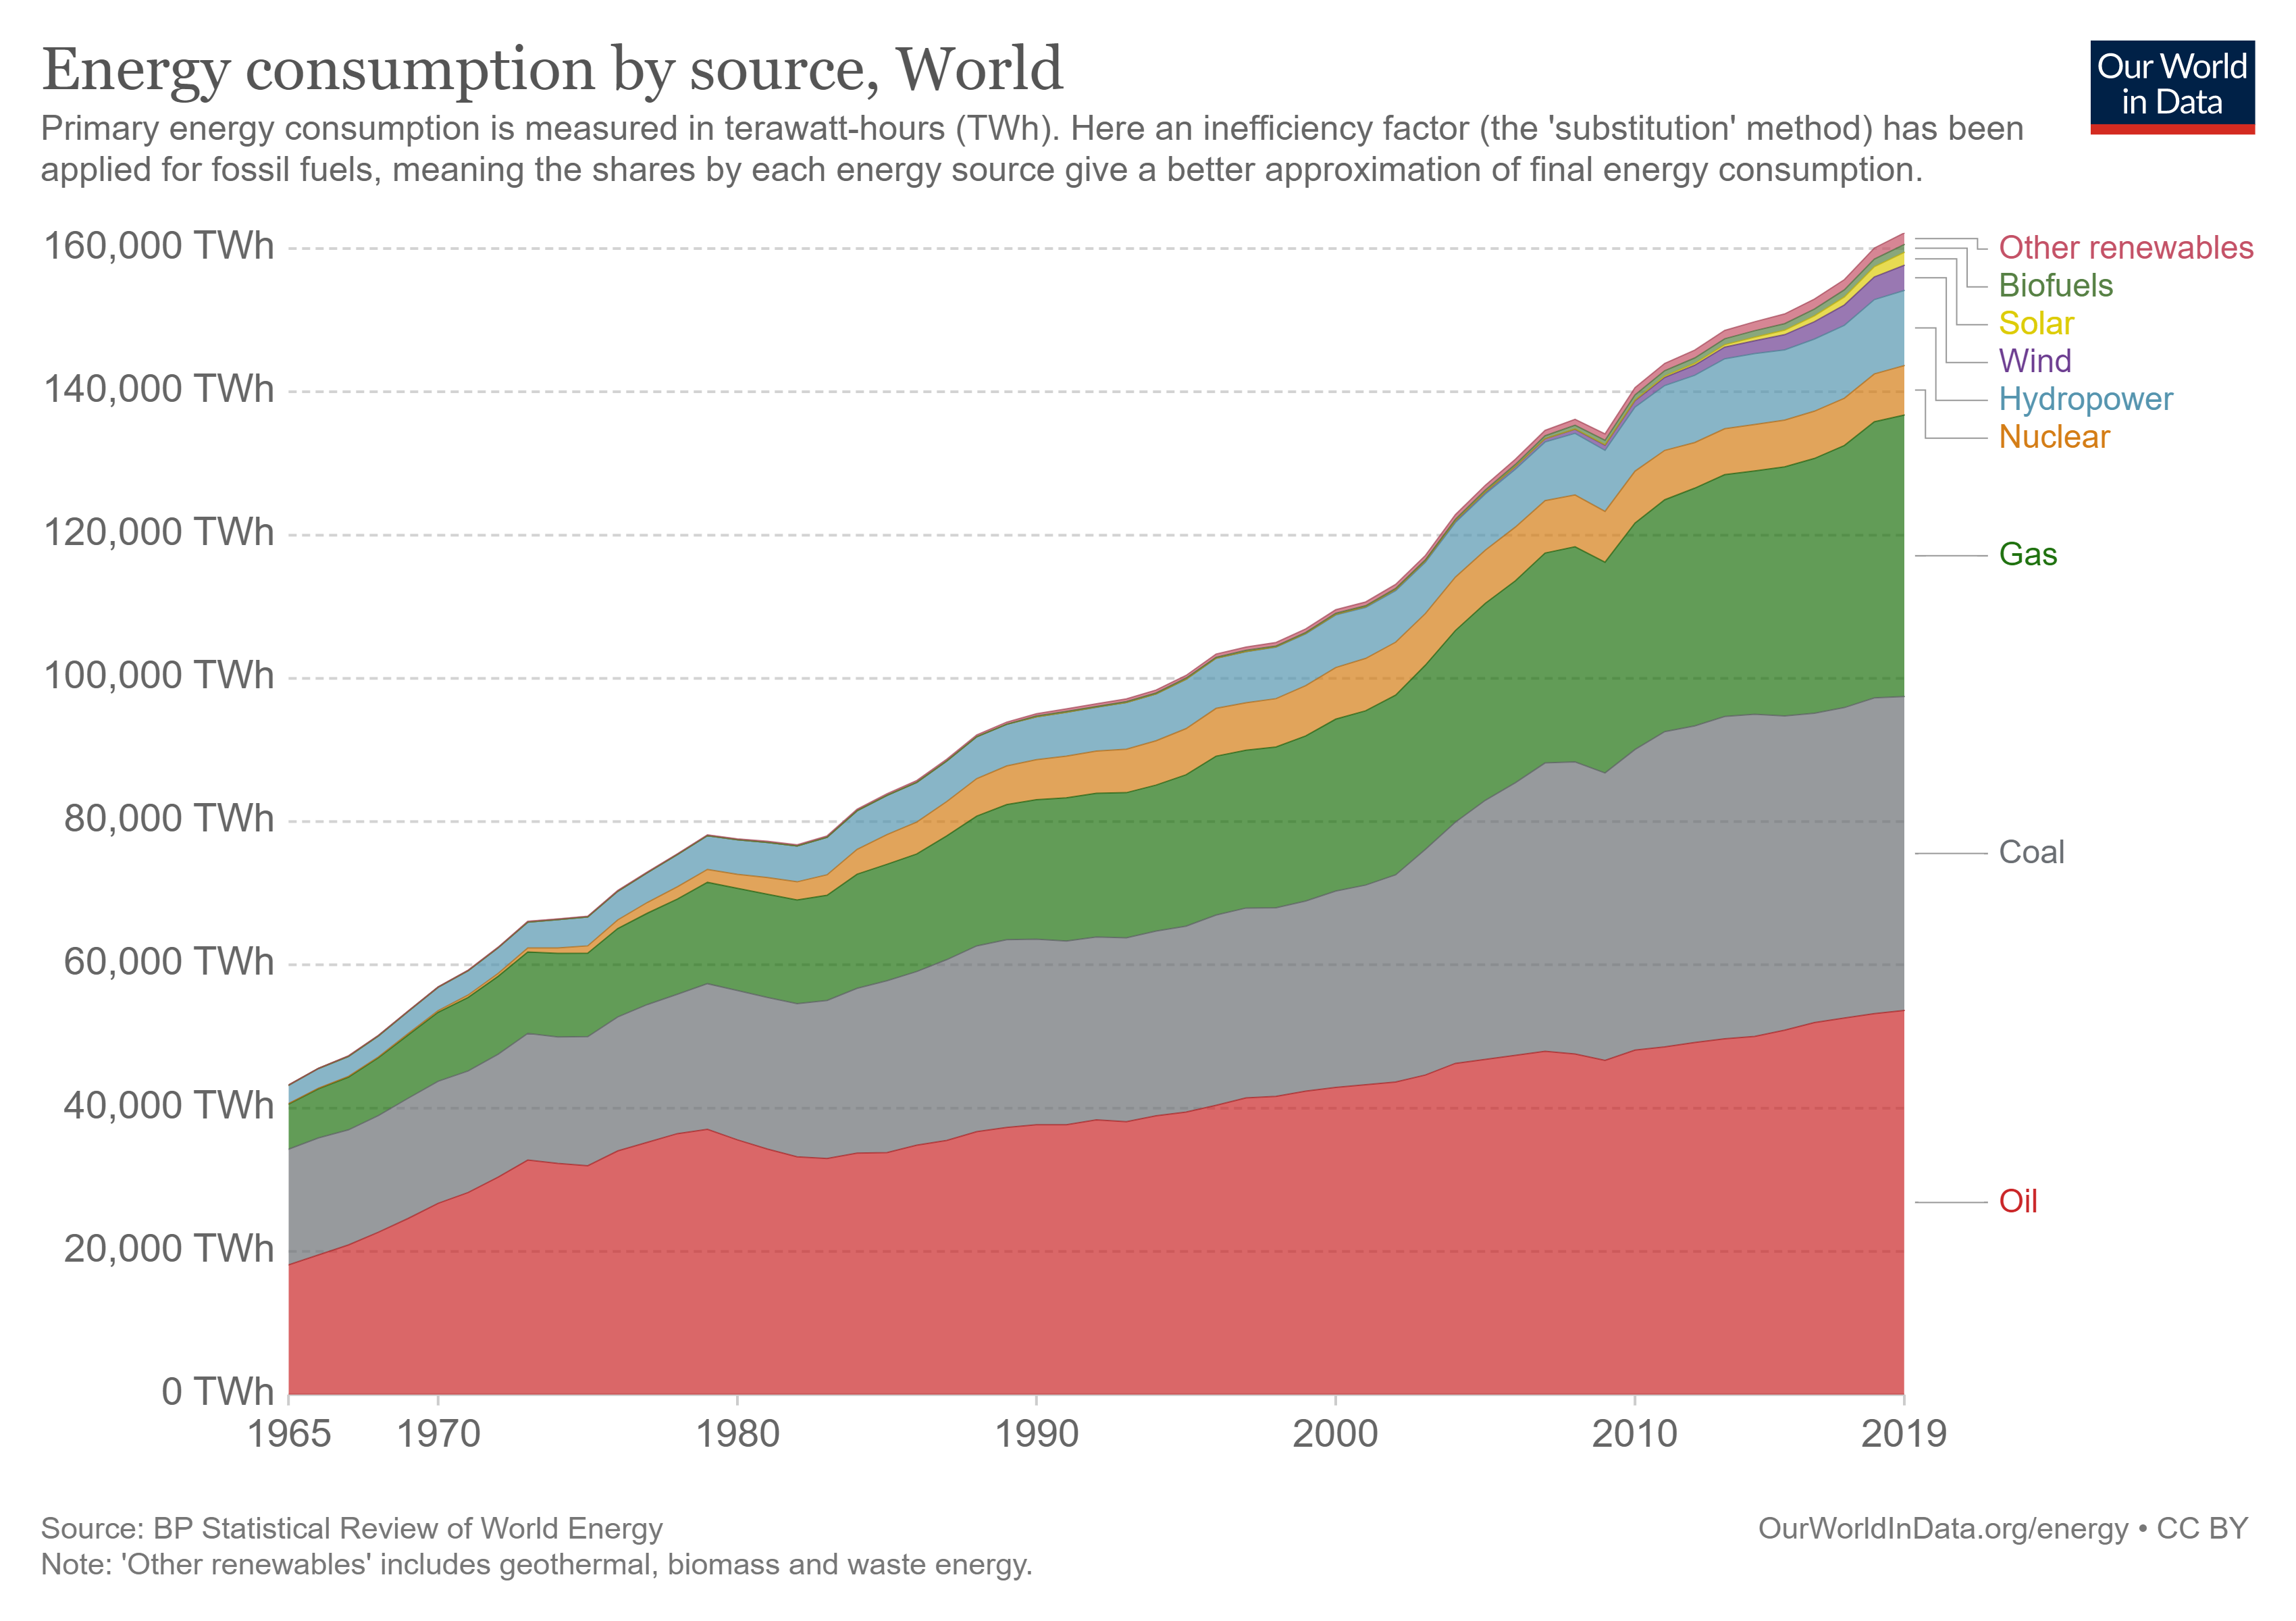 Energy consumption by source, World
Our World
in Data
Primary energy consumption is measured in terawatt-hours (TWh). Here an inefficiency factor (the 'substitution' method) has been
applied for fossil fuels, meaning the shares by each energy source give a better approximation of final energy consumption.
160,000 TWh
140,000 TWh
120,000 TWh
100,000 TWh
80,000 TWh
60,000 TWh
40,000 TWh
20,000 TWh
0 TWh
Other renewables
Biofuels
Solar
Wind
Hydropower
Nuclear
Gas
Coal
Oil
1965 1970 1980 1990 2000 2010 2019
Source: BP Statistical Review of World Energy
Note: 'Other renewables' includes geothermal, biomass and waste energy.
OurWorldInData.org/energy • CC BY